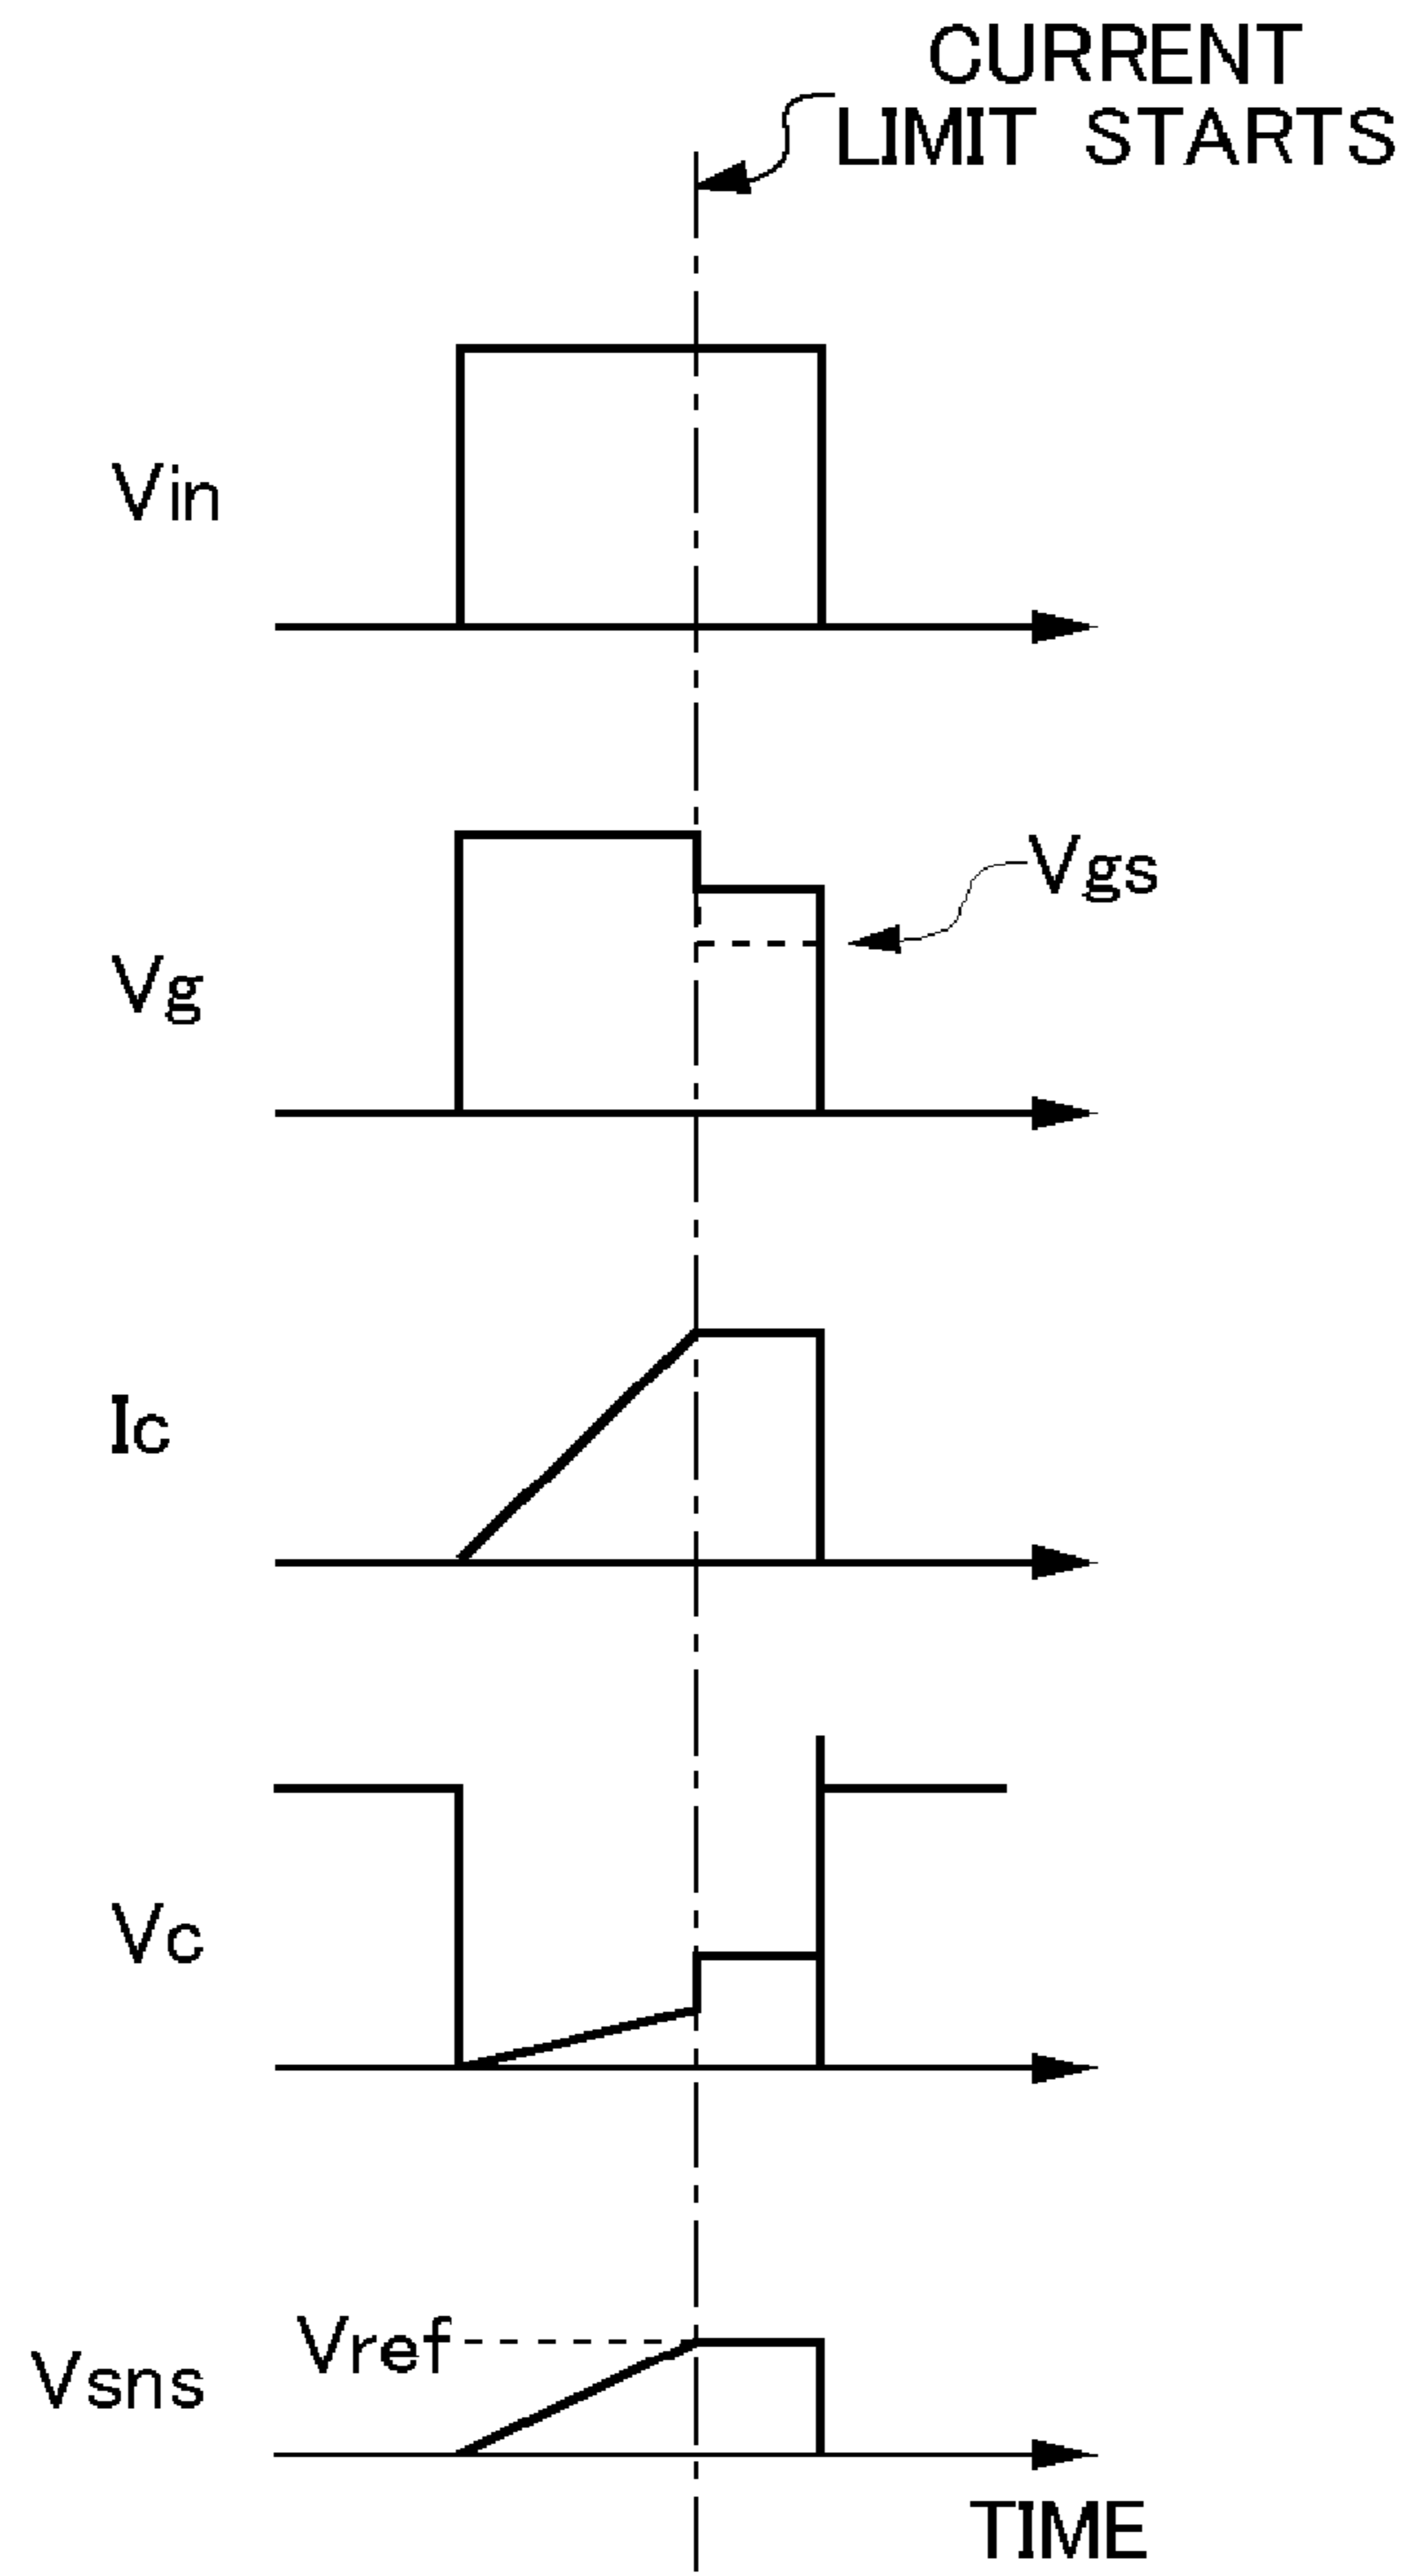 CURRENT
LIMIT STARTS
Vin
Vgs
Vg
Ic
Vc
Vref
Vsns
TIME